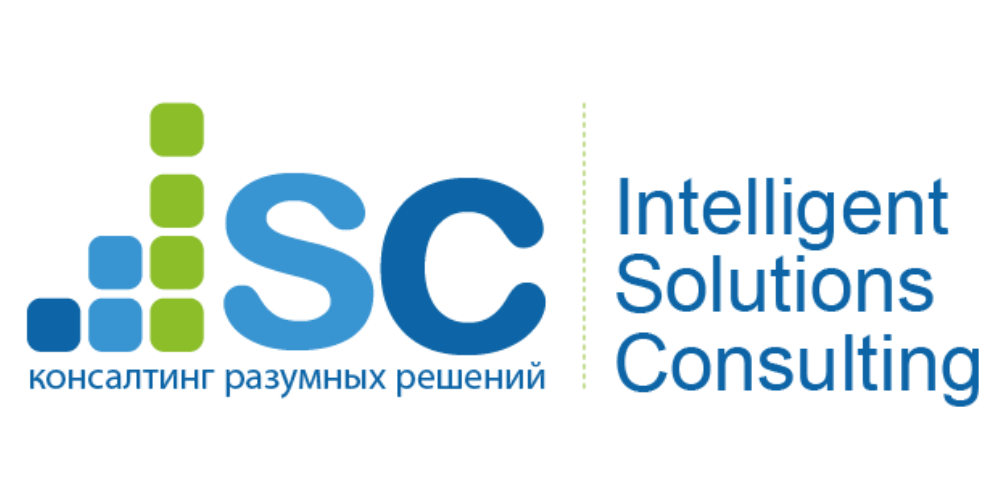 iSC
консалтинг разумных решений
Intelligent
Solutions
Consulting